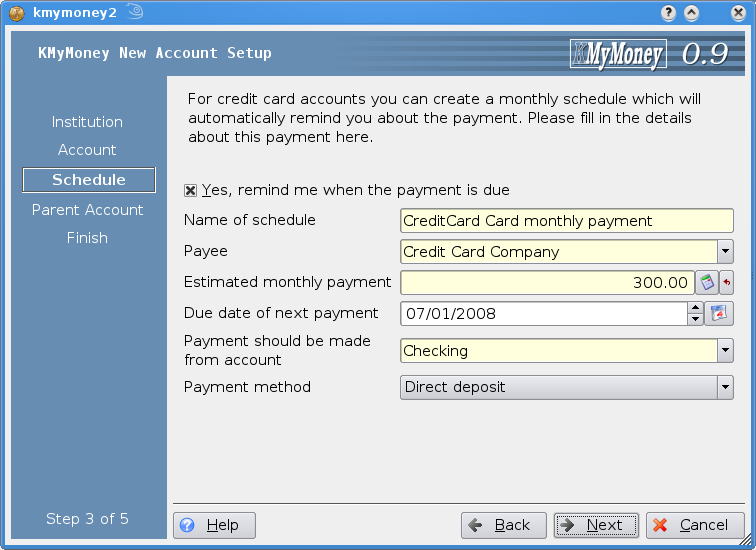 kmymoney2
KMyMoney New Account Setup
KMyMoney 0.9
Institution
Account
Schedule
Parent Account
Finish
Step 3 of 5
For credit card accounts you can create a monthly schedule which will
automatically remind you about the payment. Please fill in the details
about this payment here.
Yes, remind me when the payment is due
Name of schedule CreditCard Card monthly payment
Payee Credit Card Company
Estimated monthly payment 300.00
Due date of next payment 07/01/2008
Payment should be made
from account Checking
Payment method Direct deposit
Help Back Next Cancel